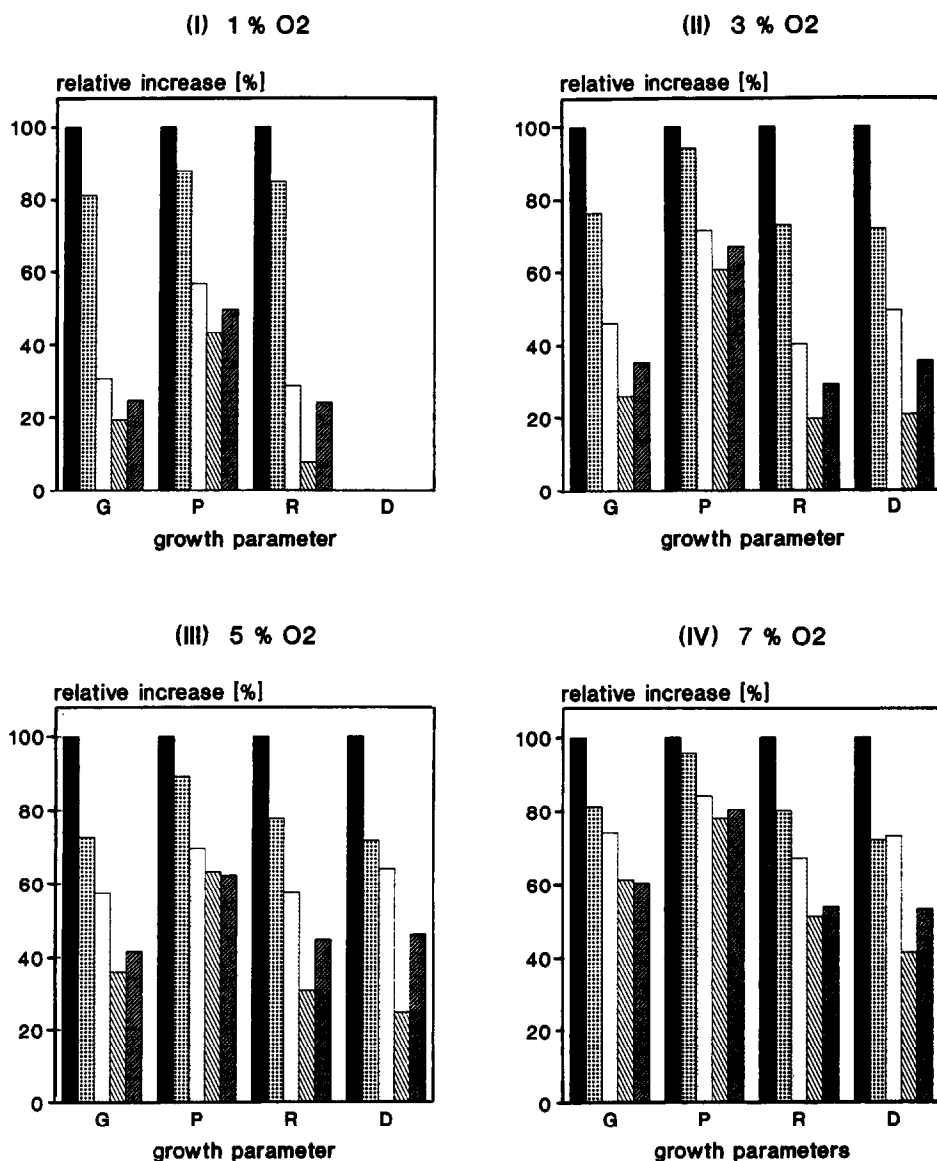 (I) 1 % O2
relative increase [%]
100
80
60
40
20
0
G P R D
growth parameter
(II) 3 % O2
relative increase [%]
100
80
60
40
20
0
G P R D
growth parameter
(III) 5 % O2
relative increase [%]
100
80
60
40
20
0
G P R D
growth parameter
(IV) 7 % O2
relative increase [%]
100
80
60
40
20
0
G P R D
growth parameters